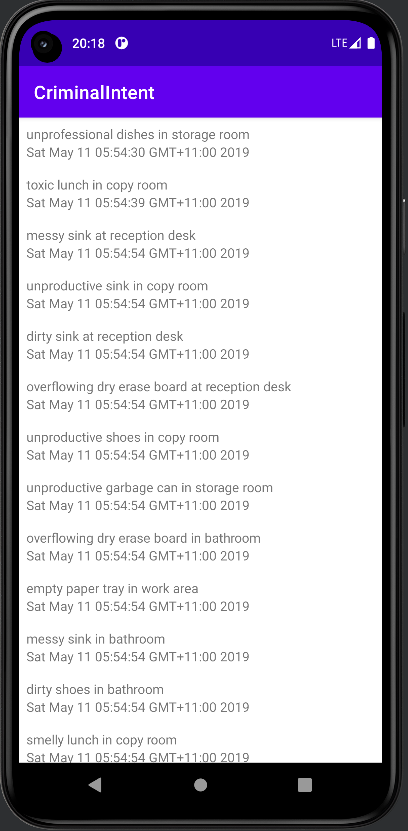 20:18
LTE
CriminalIntent
unprofessional dishes in storage room
Sat May 11 05:54:30 GMT+11:00 2019
toxic lunch in copy room
Sat May 11 05:54:39 GMT+11:00 2019
messy sink at reception desk
Sat May 11 05:54:54 GMT+11:00 2019
unproductive sink in copy room
Sat May 11 05:54:54 GMT+11:00 2019
dirty sink at reception desk
Sat May 11 05:54:54 GMT+11:00 2019
overflowing dry erase board at reception desk
Sat May 11 05:54:54 GMT+11:00 2019
unproductive shoes in copy room
Sat May 11 05:54:54 GMT+11:00 2019
unproductive garbage can in storage room
Sat May 11 05:54:54 GMT+11:00 2019
overflowing dry erase board in bathroom
Sat May 11 05:54:54 GMT+11:00 2019
empty paper tray in work area
Sat May 11 05:54:54 GMT+11:00 2019
messy sink in bathroom
Sat May 11 05:54:54 GMT+11:00 2019
dirty shoes in bathroom
Sat May 11 05:54:54 GMT+11:00 2019
smelly lunch in copy room
Sat May 11 05:54:54 GMT+11:00 2019